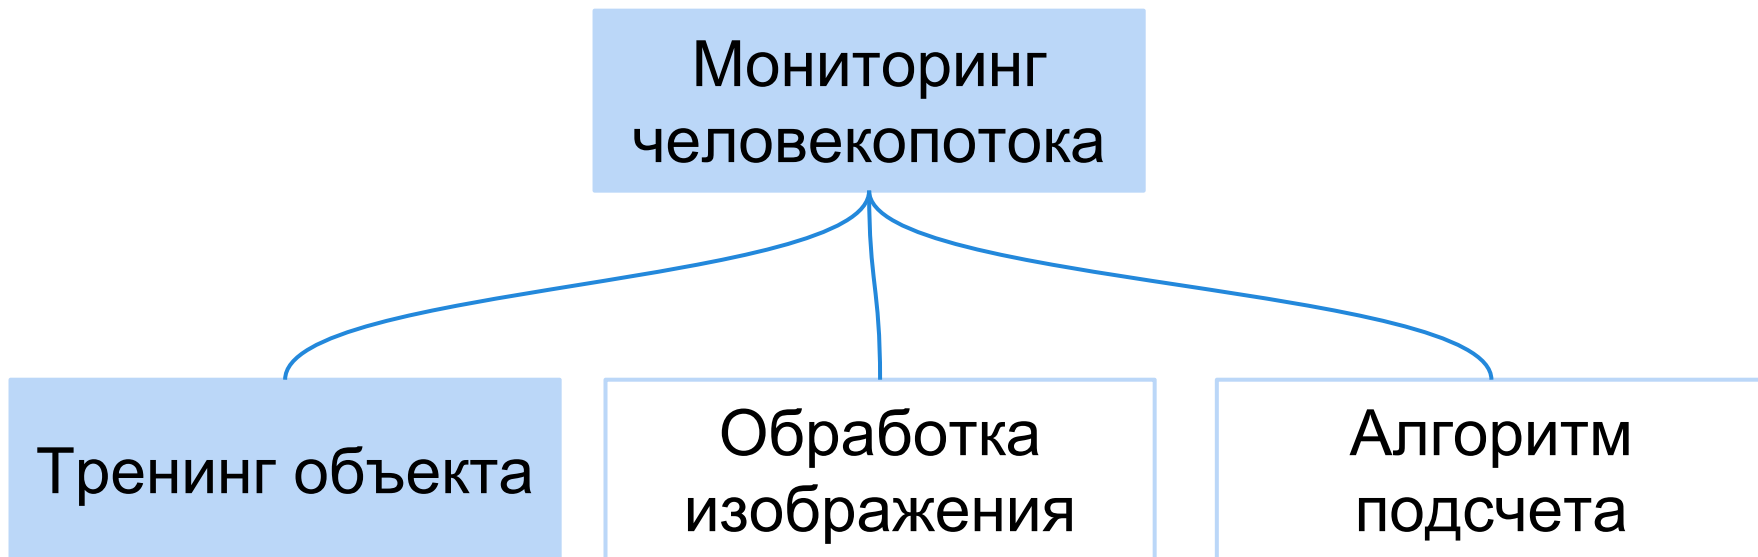 Мониторинг
человекопотока
Тренинг объекта
Обработка
изображения
Алгоритм
подсчета